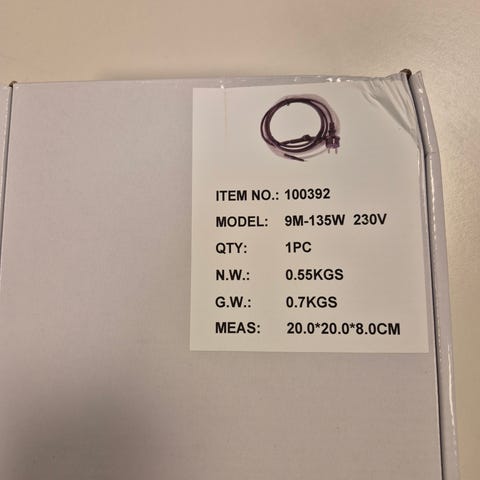 ITEM NO.: 100392
MODEL: 9M-135W 230V
QTY: 1PC
N.W.: 0.55KGS
G.W.: 0.7KGS
MEAS: 20.0*20.0*8.0CM